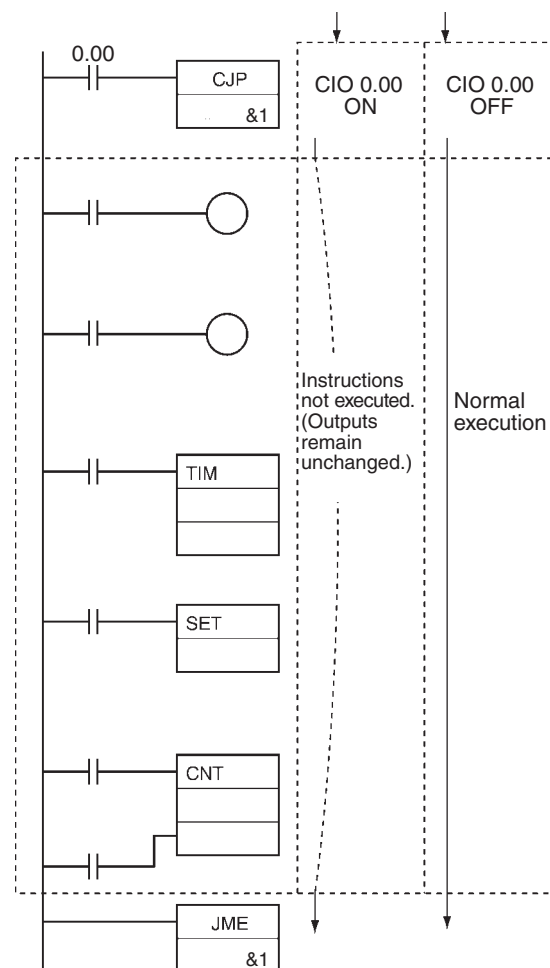 0.00
CJP
&1
CIO 0.00
ON
CIO 0.00
OFF
Instructions
not executed.
(Outputs
remain
unchanged.)
Normal
execution
TIM
SET
CNT
JME
&1